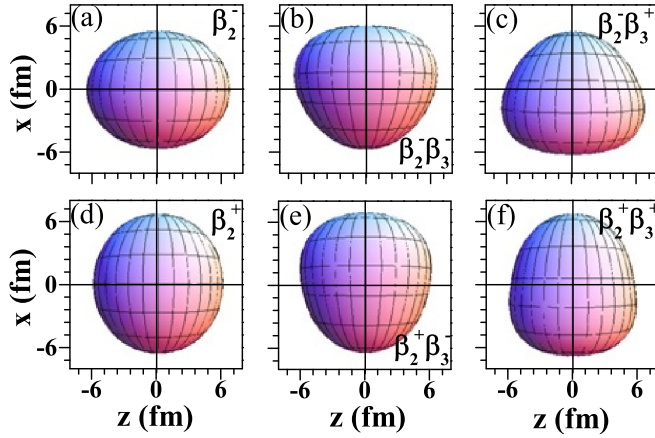 (a) β₂⁻ (b) (c) β₂⁻β₃⁺
6
x (fm) 0
-6 β₂⁻β₃⁻
(d) β₂⁺ (e) (f) β₂⁺β₃⁺
6
x (fm) 0
-6 β₂⁺β₃⁻
-6 0 6 -6 0 6 -6 0 6
z (fm) z (fm) z (fm)